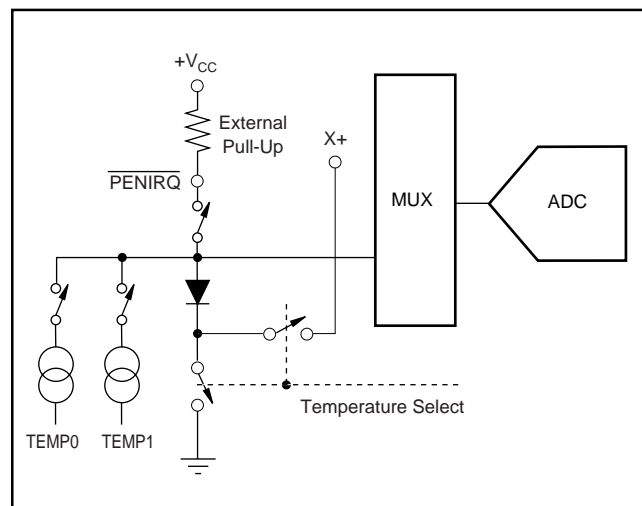 +VCC
External
Pull-Up
X+
PENIRQ
MUX
ADC
Temperature Select
TEMP0 TEMP1